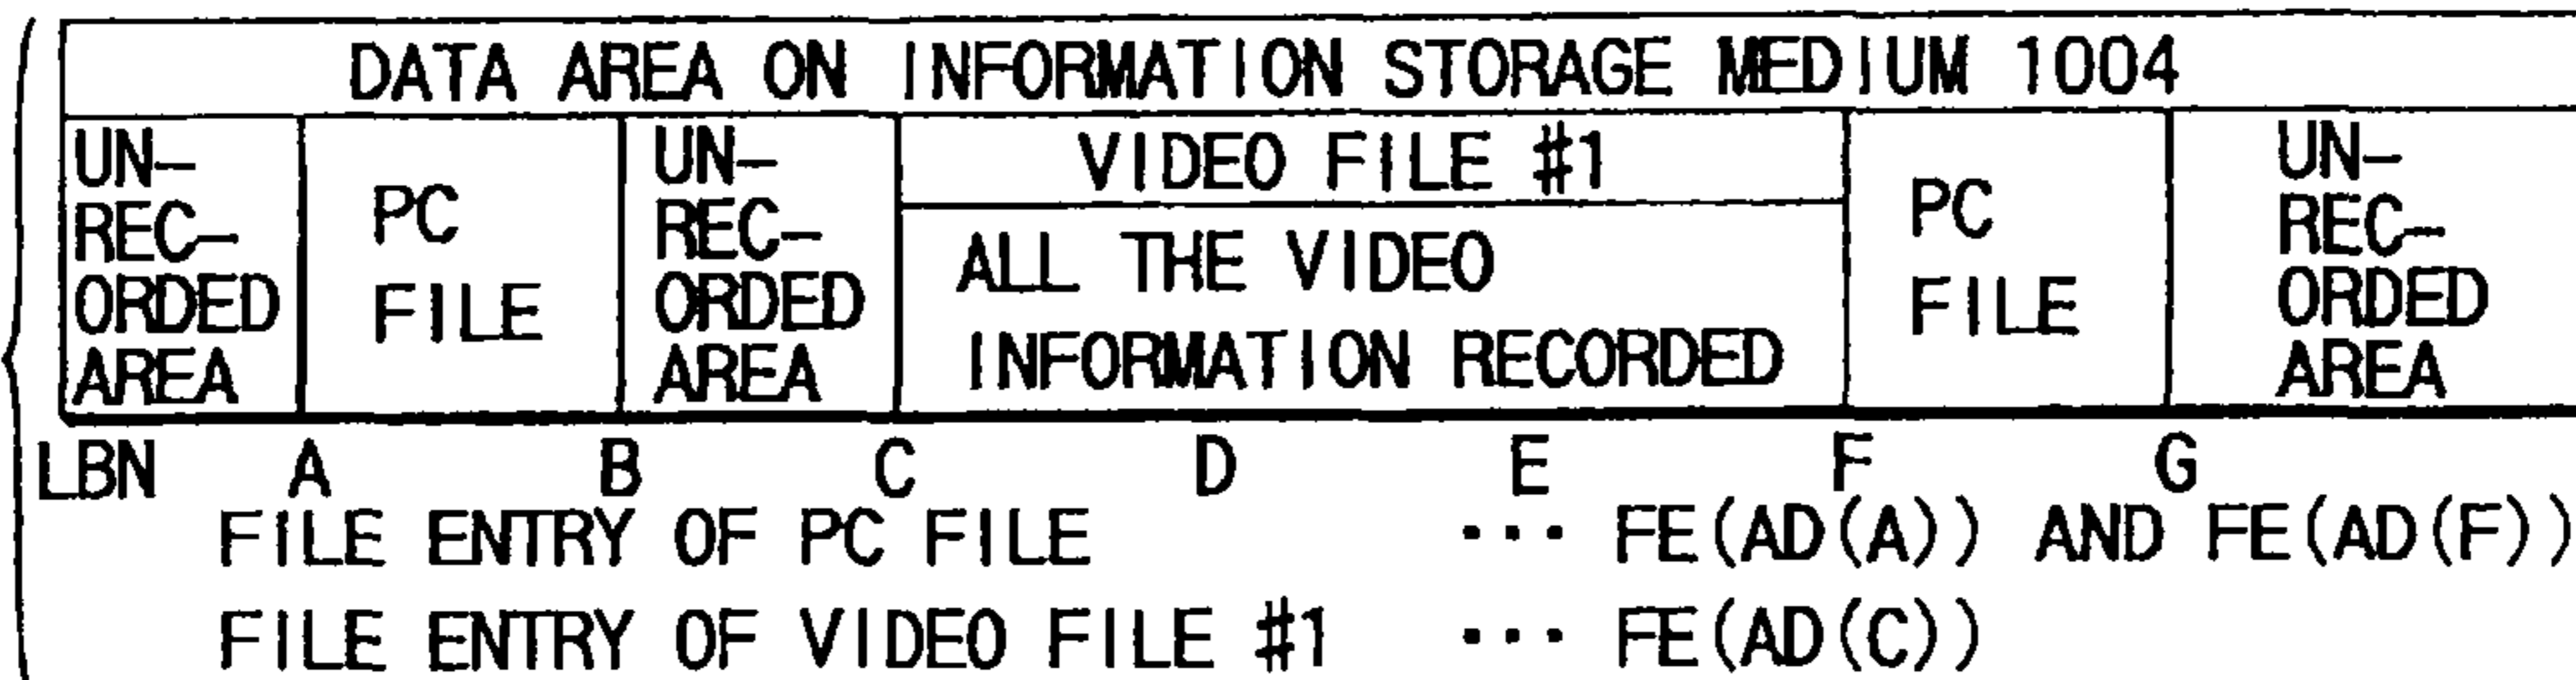 DATA AREA ON INFORMATION STORAGE MEDIUM 1004
UN-
REC-
ORDED
AREA
PC
FILE
UN-
REC-
ORDED
AREA
VIDEO FILE #1
ALL THE VIDEO
INFORMATION RECORDED
PC
FILE
UN-
REC-
ORDED
AREA
LBN A B C D E F G
FILE ENTRY OF PC FILE ••• FE(AD(A)) AND FE(AD(F))
FILE ENTRY OF VIDEO FILE #1 ••• FE(AD(C))